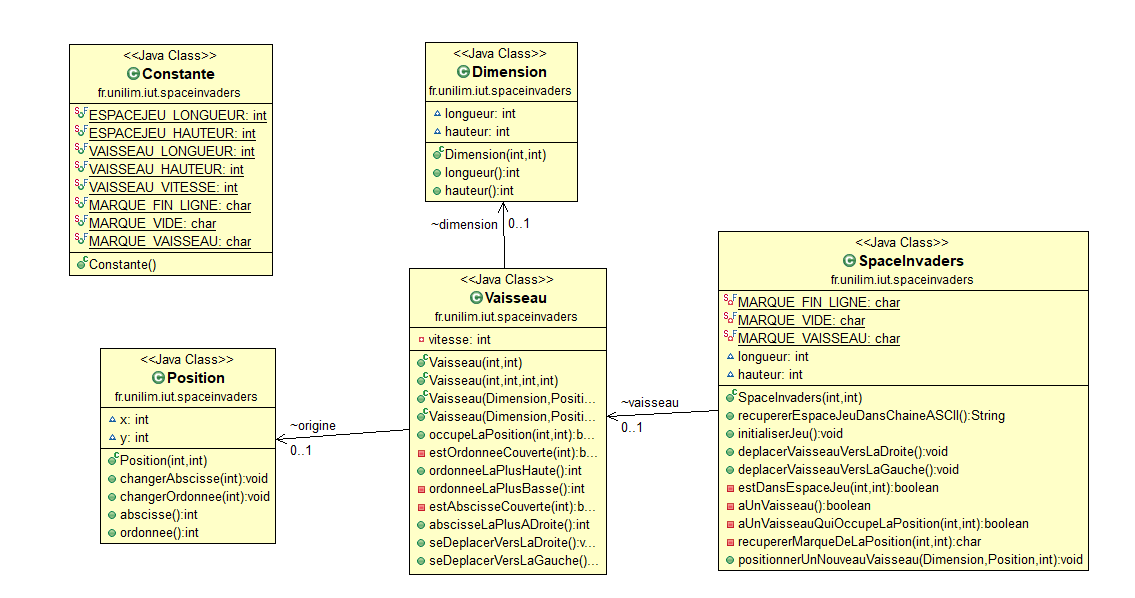 <<Java Class>>
Constante
fr.unilim.iut.spaceinvaders
ESPACEJEU_LONGUEUR: int
ESPACEJEU_HAUTEUR: int
VAISSEAU_LONGUEUR: int
VAISSEAU_HAUTEUR: int
VAISSEAU_VITESSE: int
MARQUE_FIN_LIGNE: char
MARQUE_VIDE: char
MARQUE_VAISSEAU: char
Constante()
<<Java Class>>
Dimension
fr.unilim.iut.spaceinvaders
longueur: int
hauteur: int
Dimension(int,int)
longueur():int
hauteur():int
~dimension
0..1
<<Java Class>>
Position
fr.unilim.iut.spaceinvaders
x: int
y: int
Position(int,int)
changerAbscisse(int):void
changerOrdonnee(int):void
abscisse():int
ordonnee():int
~origine
0..1
<<Java Class>>
Vaisseau
fr.unilim.iut.spaceinvaders
vitesse: int
Vaisseau(int,int)
Vaisseau(int,int,int,int)
Vaisseau(Dimension,Positi...
Vaisseau(Dimension,Positi...
occupeLaPosition(int,int):b...
estOrdonneeCouverte(int):b...
ordonneeLaPlusHaute():int
ordonneeLaPlusBasse():int
estAbscisseCouverte(int):b...
abscisseLaPlusADroite():int
seDeplacerVersLaDroite():v...
seDeplacerVersLaGauche()...
~vaisseau
0..1
<<Java Class>>
SpaceInvaders
fr.unilim.iut.spaceinvaders
MARQUE_FIN_LIGNE: char
MARQUE_VIDE: char
MARQUE_VAISSEAU: char
longueur: int
hauteur: int
SpaceInvaders(int,int)
recupererEspaceJeuDansChaineASCII():String
initialiserJeu():void
deplacerVaisseauVersLaDroite():void
deplacerVaisseauVersLaGauche():void
estDansEspaceJeu(int,int):boolean
aUnVaisseau():boolean
aUnVaisseauQuiOccupeLaPosition(int,int):boolean
recupererMarqueDeLaPosition(int,int):char
positionnerUnNouveauVaisseau(Dimension,Position,int):void